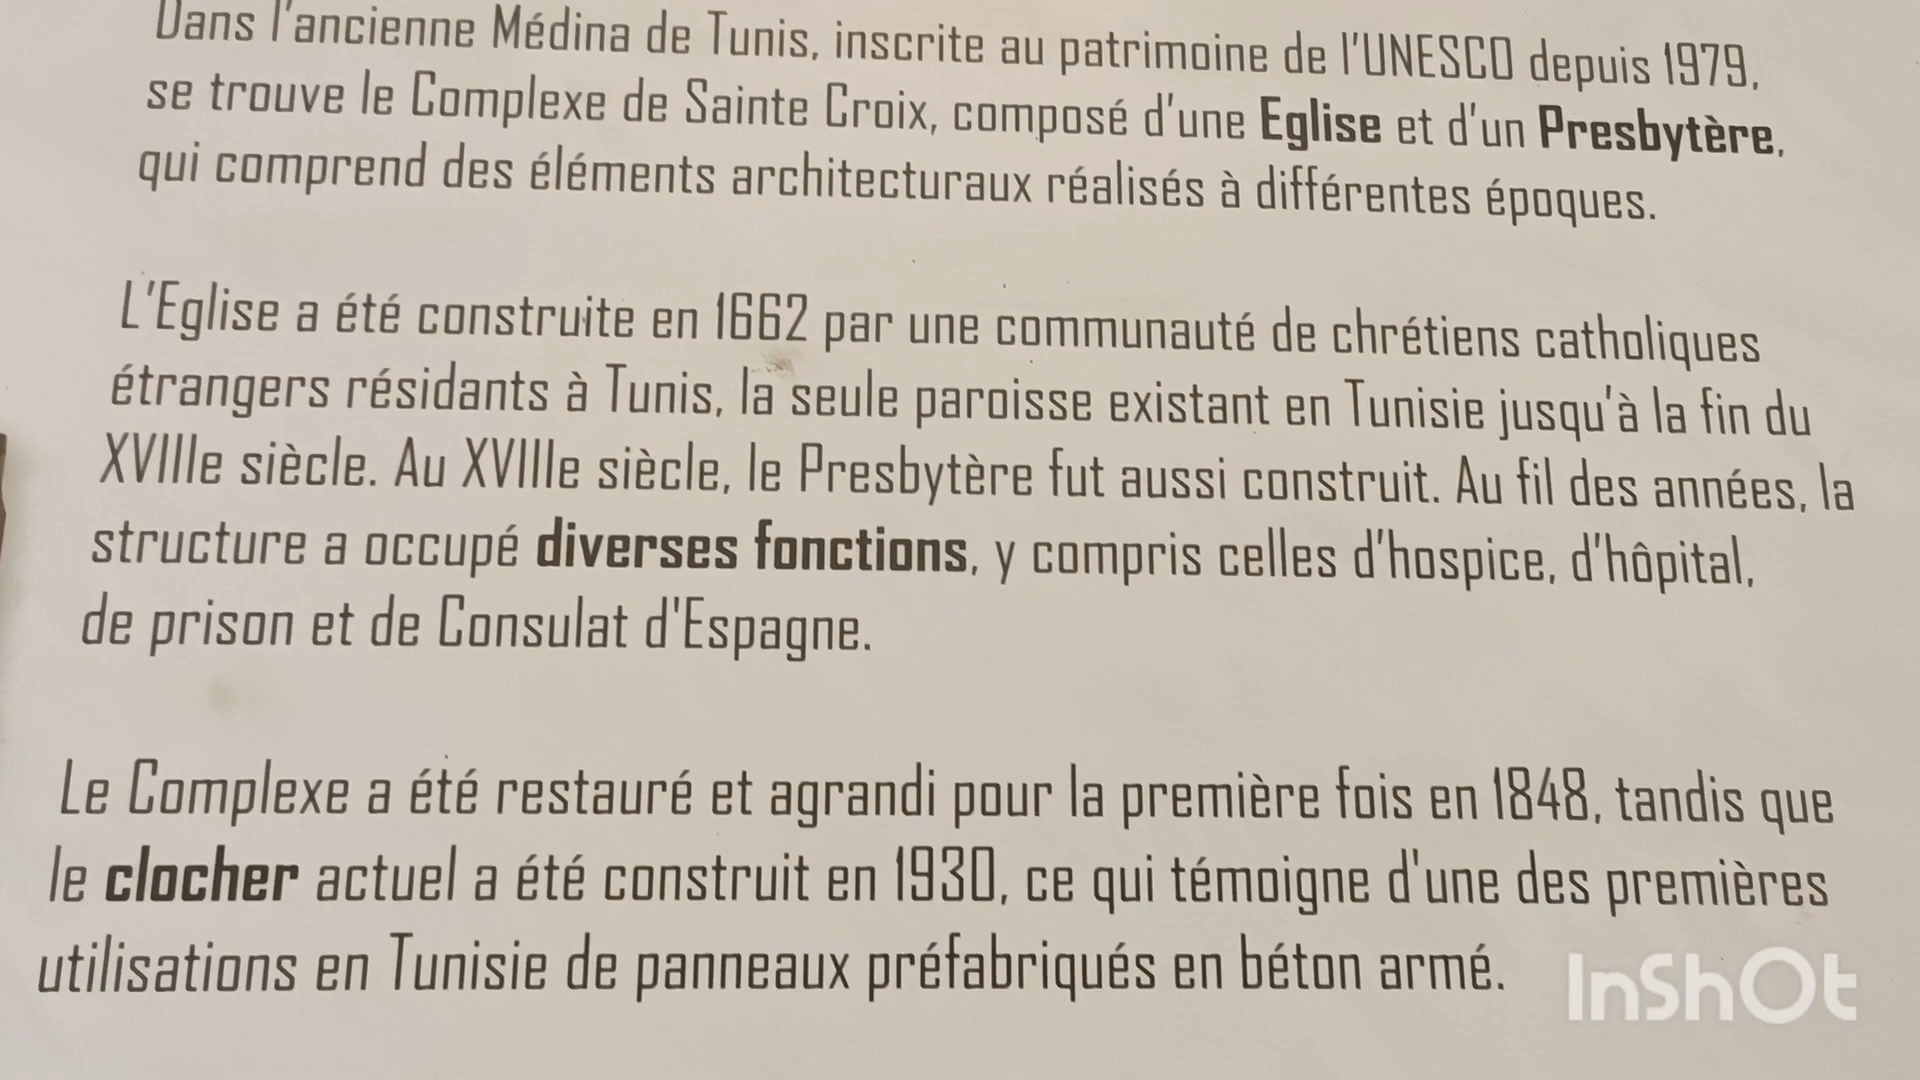 Dans l'ancienne Médina de Tunis, inscrite au patrimoine de l'UNESCO depuis 1979,
se trouve le Complexe de Sainte Croix, composé d'une Eglise et d'un Presbytère,
qui comprend des éléments architecturaux réalisés à différentes époques.
L'Eglise a été construite en 1662 par une communauté de chrétiens catholiques
étrangers résidants à Tunis, la seule paroisse existant en Tunisie jusqu'à la fin du
XVIIIe siècle. Au XVIIIe siècle, le Presbytère fut aussi construit. Au fil des années, la
structure a occupé diverses fonctions, y compris celles d'hospice, d'hôpital,
de prison et de Consulat d'Espagne.
Le Complexe a été restauré et agrandi pour la première fois en 1848, tandis que
le clocher actuel a été construit en 1930, ce qui témoigne d'une des premières
utilisations en Tunisie de panneaux préfabriqués en béton armé.
InShOt